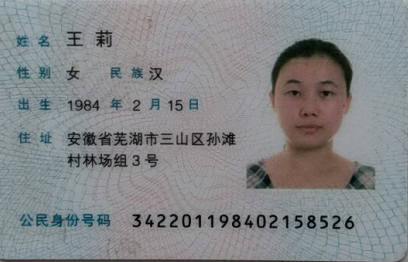 姓名 王莉
性别 女 民族 汉
出生 1984 年 2 月 15 日
住址 安徽省芜湖市三山区孙滩
村林场组3号
公民身份号码 342201198402158526